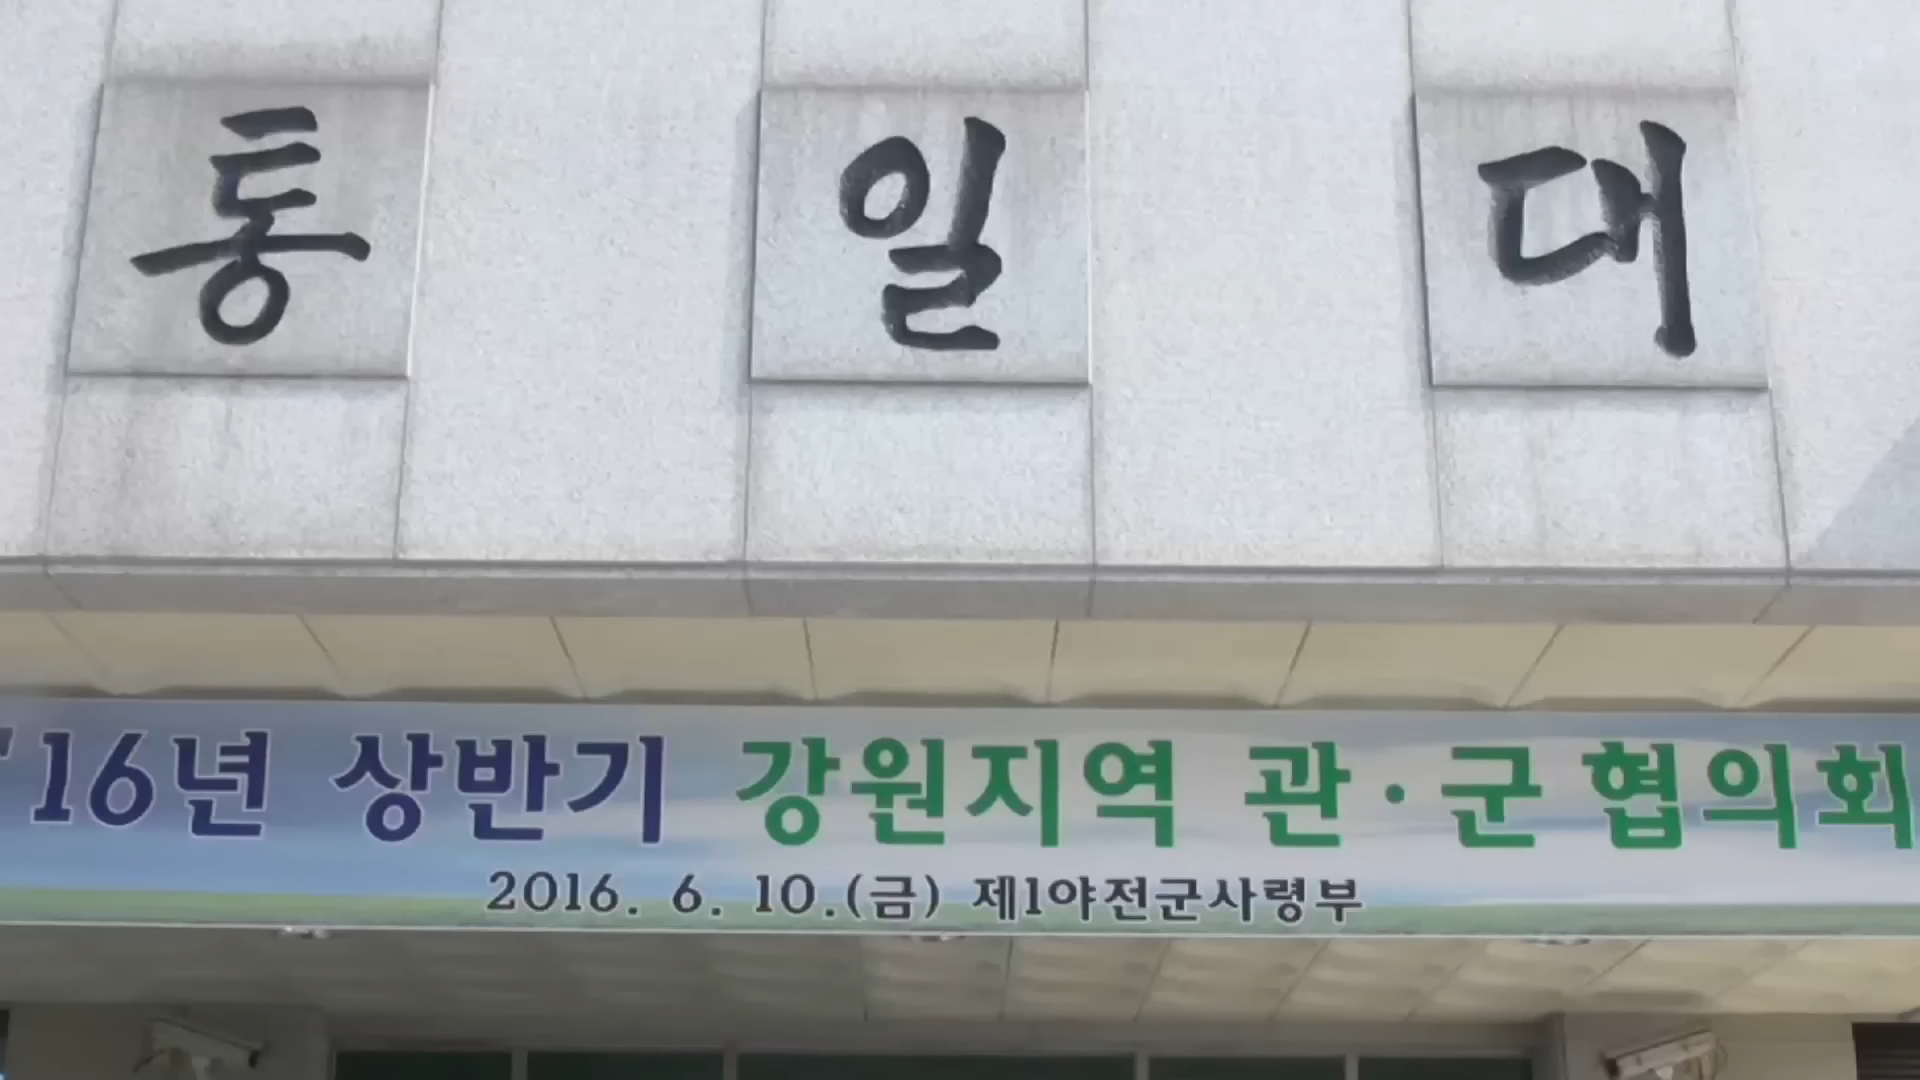 통일대
'16년 상반기 강원지역 관·군 협의회
2016. 6. 10.(금) 제1야전군사령부